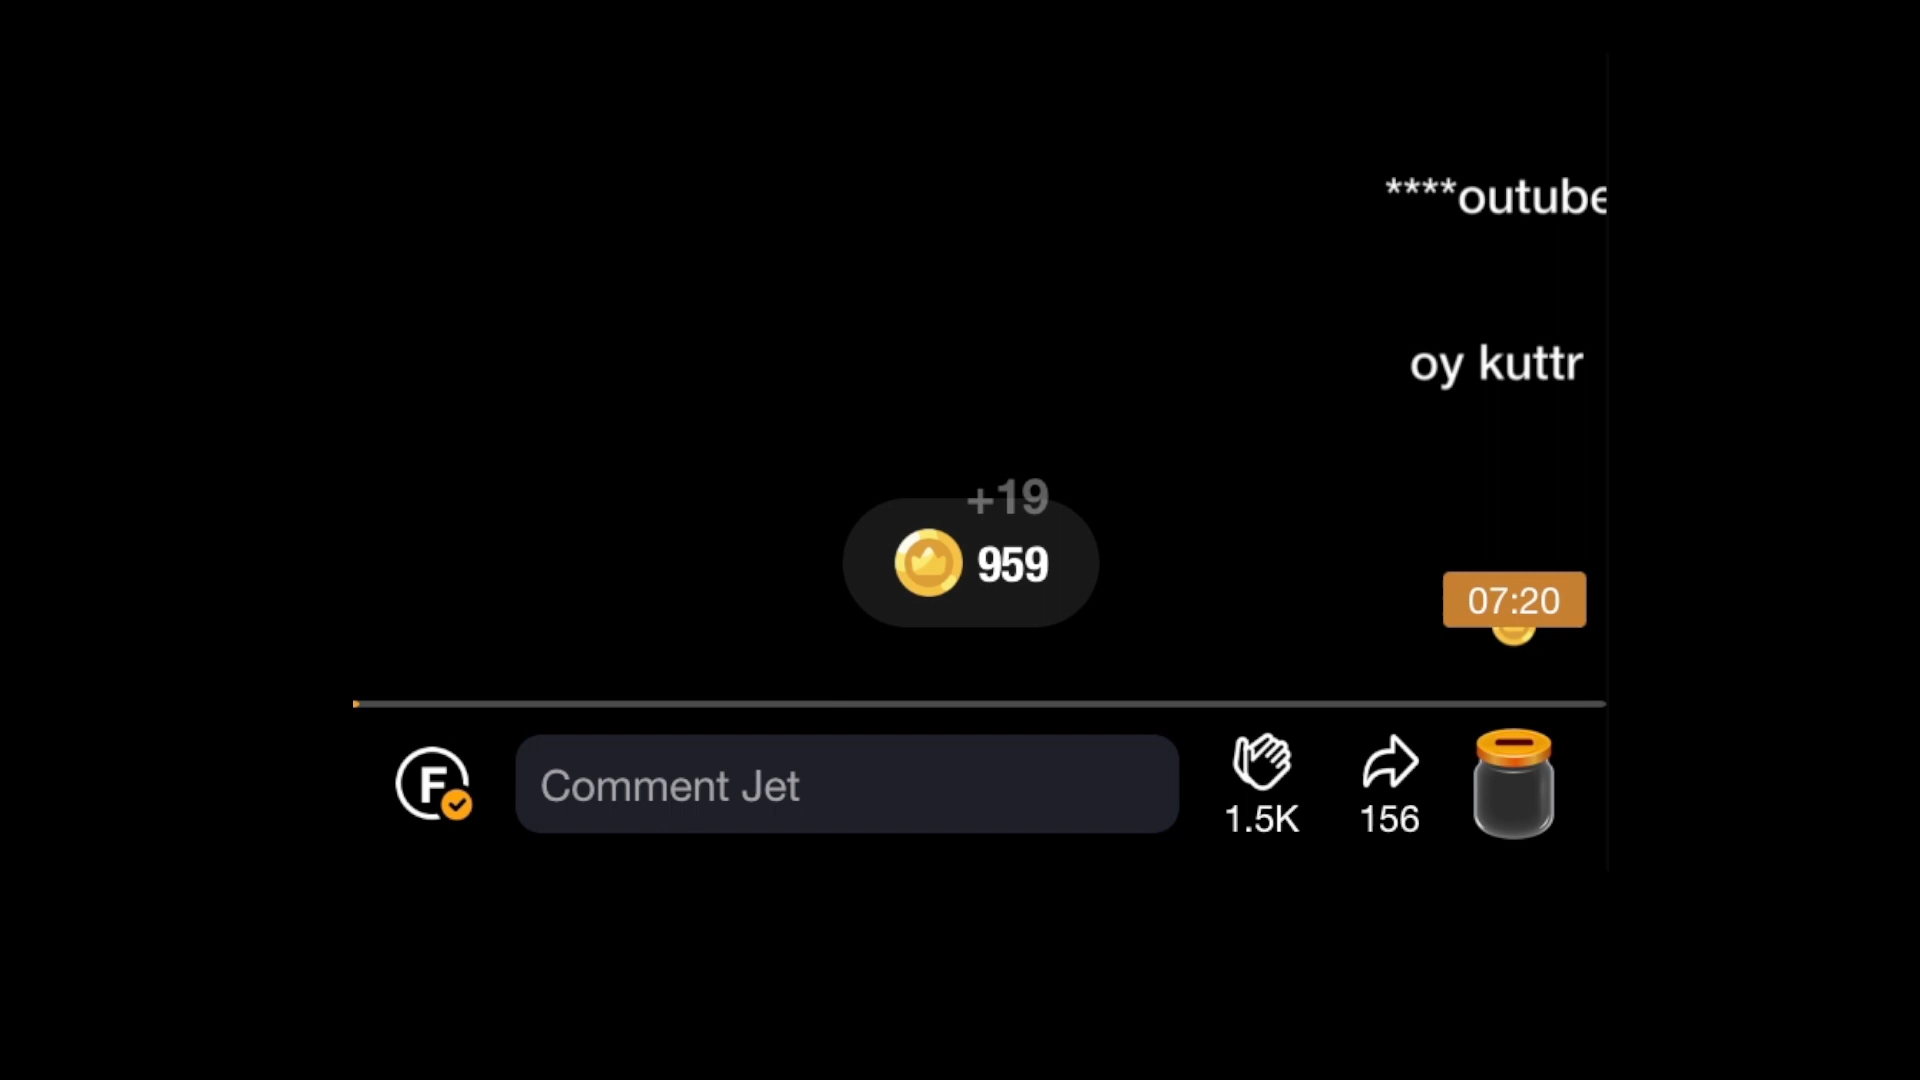 ****outube
oy kuttr
+19
959
07:20
F
Comment Jet
1.5K
156